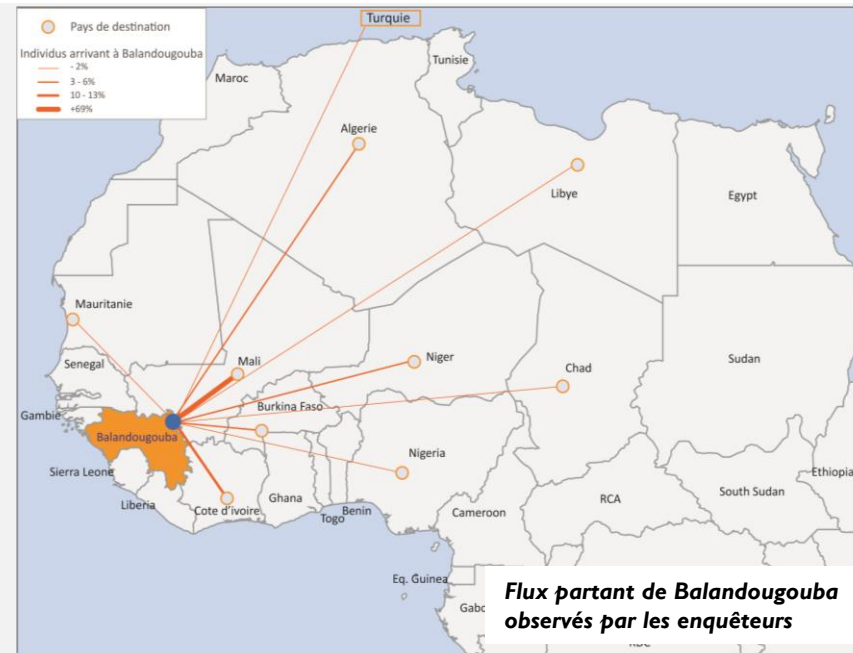 Turquie
Pays de destination
Individus arrivant à Balandougouba
- 2%
3 - 6%
10 - 13%
+69%
Maroc
Tunisie
Algerie
Libye
Egypt
Mauritanie
Senegal
Mali
Niger
Chad
Sudan
Gambie
Burkina Faso
Balandougouba
Nigeria
Sierra Leone
Liberia
Cote d'ivoire
Ghana
Togo
Benin
Cameroon
RCA
South Sudan
Ethiopia
Eq. Guinea
Flux partant de Balandougouba
observés par les enquêteurs